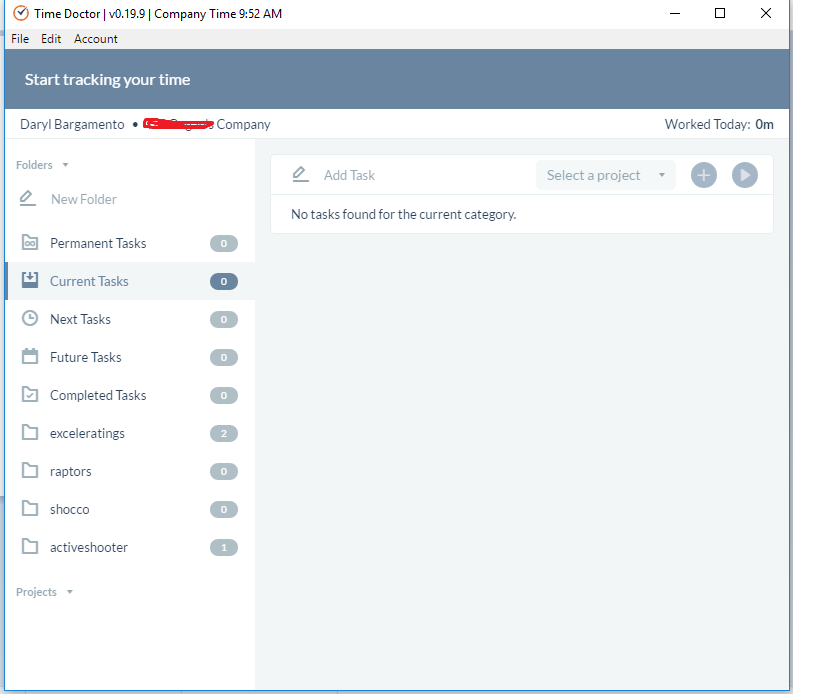 Time Doctor | v0.19.9 | Company Time 9:52 AM
File Edit Account
Start tracking your time
Daryl Bargamento • Company Worked Today: 0m
Folders
New Folder
Permanent Tasks 0
Current Tasks 0
Next Tasks 0
Future Tasks 0
Completed Tasks 0
exceleratings 2
raptors 0
shocco 0
activeshooter 1
Projects
Add Task Select a project
No tasks found for the current category.